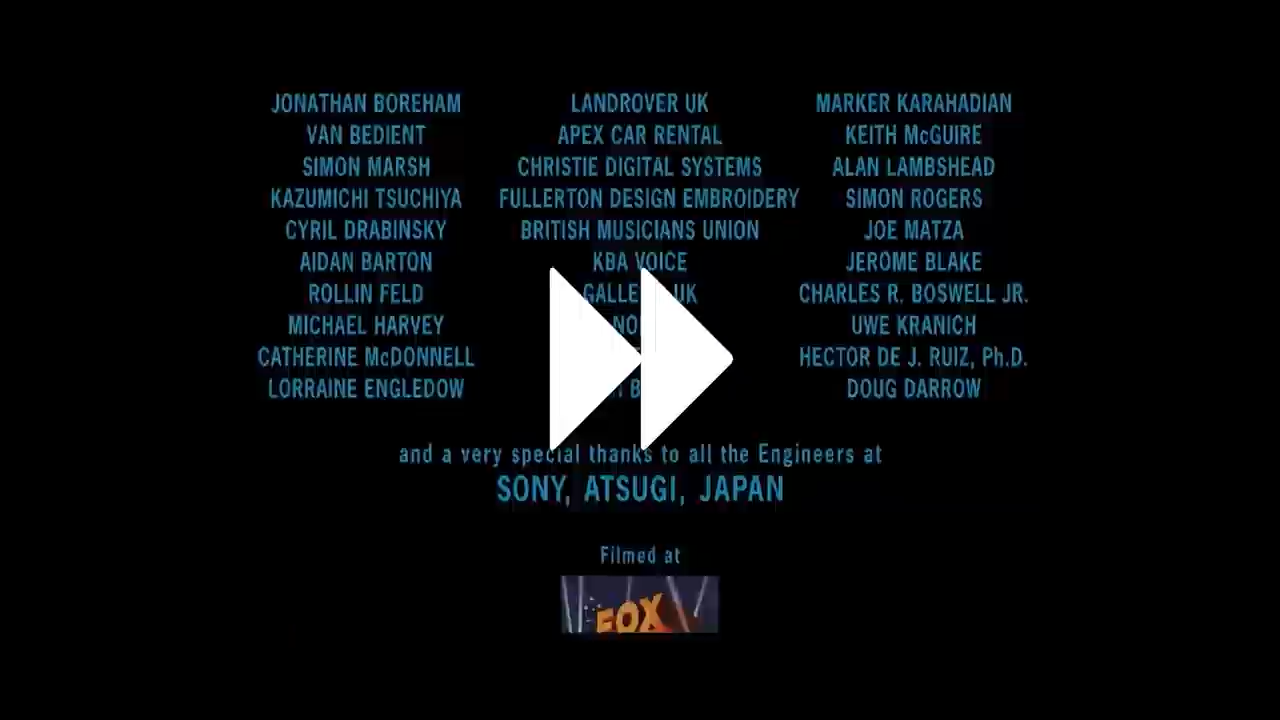 JONATHAN BOREHAM LANDROVER UK MARKER KARAHADIAN
VAN BEDIENT APEX CAR RENTAL KEITH McGUIRE
SIMON MARSH CHRISTIE DIGITAL SYSTEMS ALAN LAMBSHEAD
KAZUMICHI TSUCHIYA FULLERTON DESIGN EMBROIDERY SIMON ROGERS
CYRIL DRABINSKY BRITISH MUSICIANS UNION JOE MATZA
AIDAN BARTON KBA VOICE JEROME BLAKE
ROLLIN FELD UK CHARLES R. BOSWELL JR.
MICHAEL HARVEY UWE KRANICH
CATHERINE McDONNELL HECTOR DE J. RUIZ, Ph.D.
LORRAINE ENGLEDOW DOUG DARROW
and a very special thanks to all the Engineers at
SONY, ATSUGI, JAPAN
Filmed at
FOX